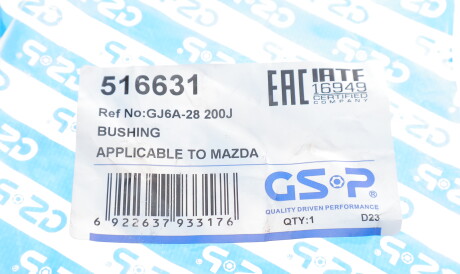 516631
EAC IATF
16949
CERTIFIED
COMPANY
Ref No:GJ6A-28 200J
BUSHING
APPLICABLE TO MAZDA
GSP
QUALITY DRIVEN PERFORMANCE
6 922637 933176
QTY:1 D23